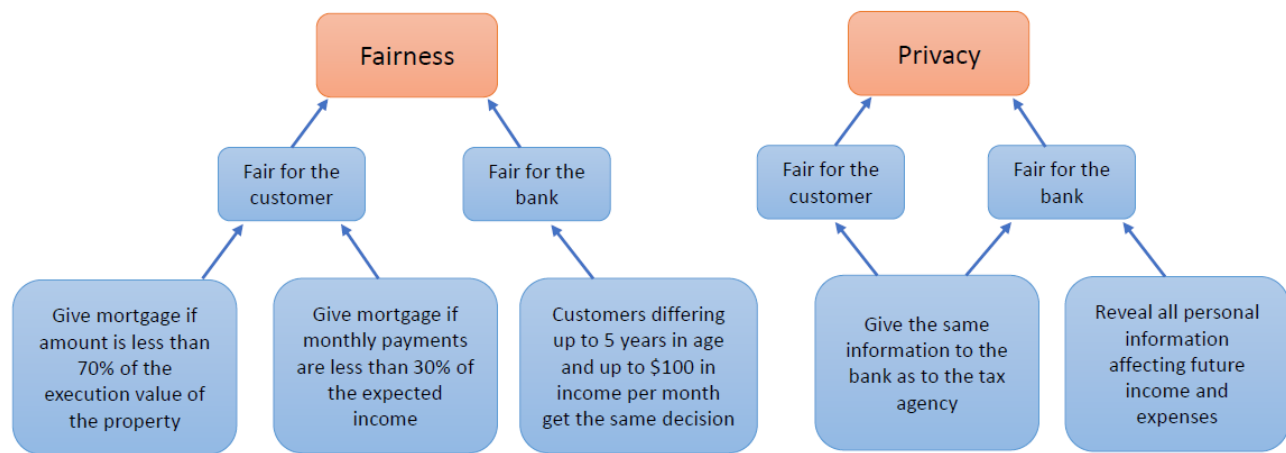 Fairness
Privacy
Fair for the
customer
Fair for the
bank
Fair for the
customer
Fair for the
bank
Give mortgage if
amount is less than
70% of the
execution value of
the property
Give mortgage if
monthly payments
are less than 30% of
the expected
income
Customers differing
up to 5 years in age
and up to $100 in
income per month
get the same decision
Give the same
information to the
bank as to the tax
agency
Reveal all personal
information
affecting future
income and
expenses